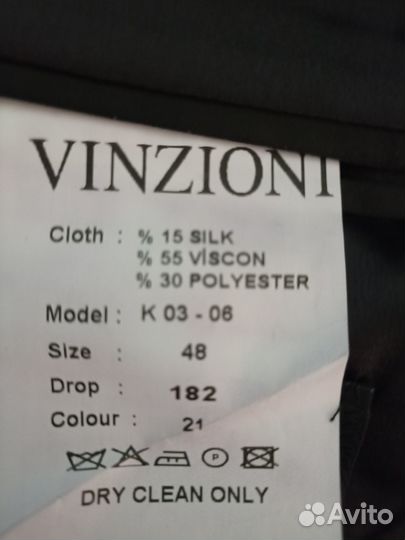 VINZIONI
Cloth : % 15 SILK
% 55 VİSCON
% 30 POLYESTER
Model : K 03 - 06
Size : 48
Drop : 182
Colour : 21
P
DRY CLEAN ONLY
Avito